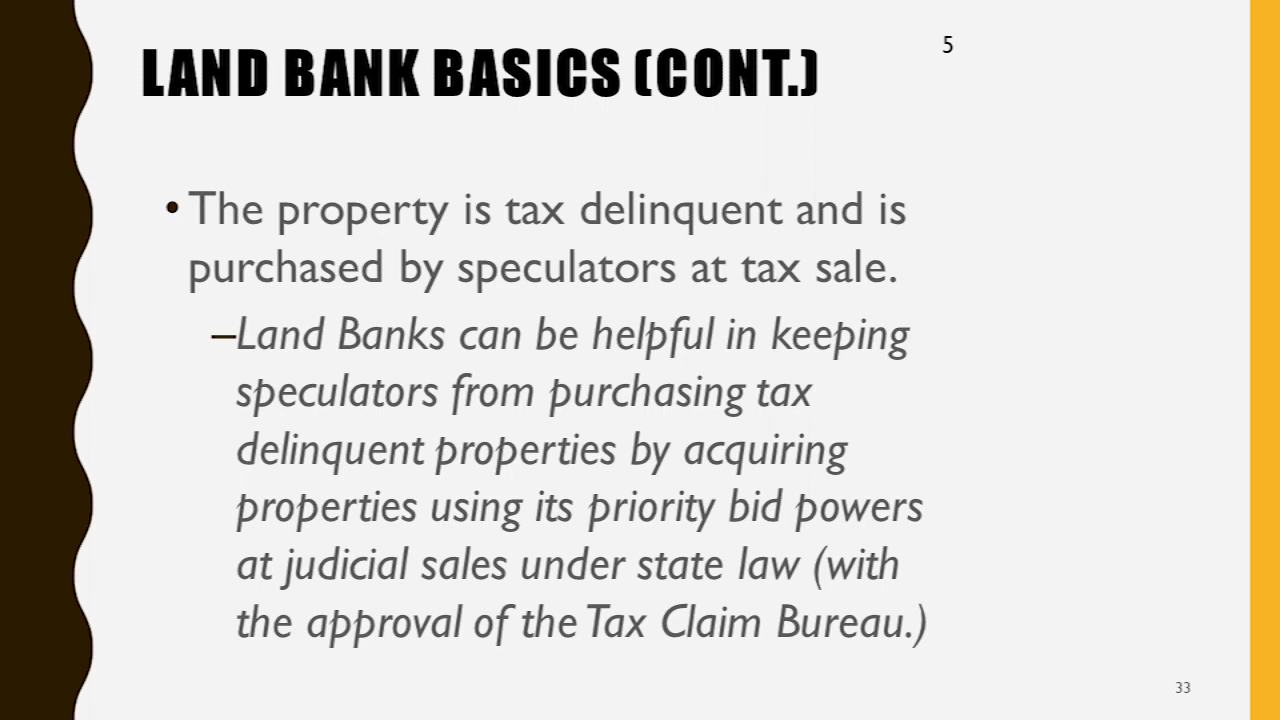 LAND BANK BASICS (CONT.)
5
• The property is tax delinquent and is
purchased by speculators at tax sale.
–Land Banks can be helpful in keeping
speculators from purchasing tax
delinquent properties by acquiring
properties using its priority bid powers
at judicial sales under state law (with
the approval of the Tax Claim Bureau.)
33